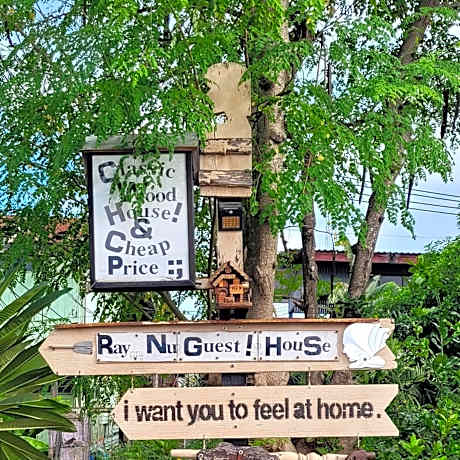 Classic
Wood
House!
&
Cheap
Price :;
Ray' Nu Guest! HouSe
i want you to feel at home.